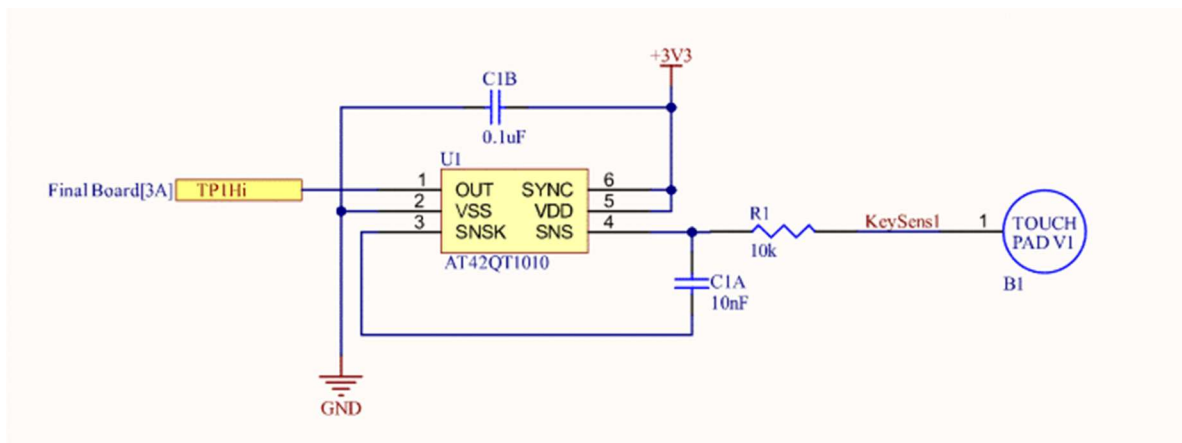 +3V3
C1B
0.1uF
U1
Final Board[3A] TP1Hi
1 OUT SYNC 6
2 VSS VDD 5
3 SNSK SNS 4
AT42QT1010
R1
10k
KeySens1
1
TOUCH
PAD V1
B1
C1A
10nF
GND